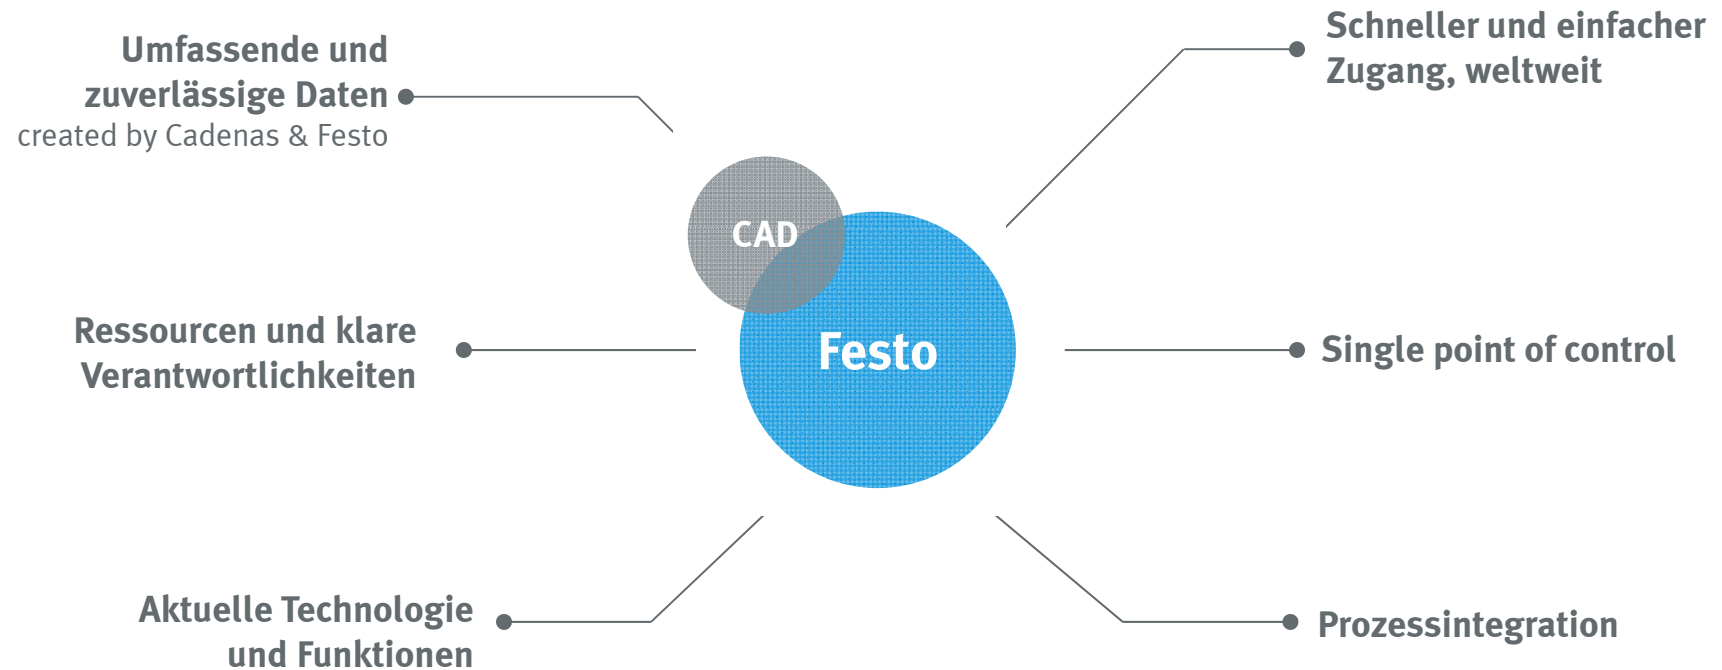 Umfassende und
zuverlässige Daten
created by Cadenas & Festo
Schneller und einfacher
Zugang, weltweit
CAD
Festo
Ressourcen und klare
Verantwortlichkeiten
Single point of control
Aktuelle Technologie
und Funktionen
Prozessintegration